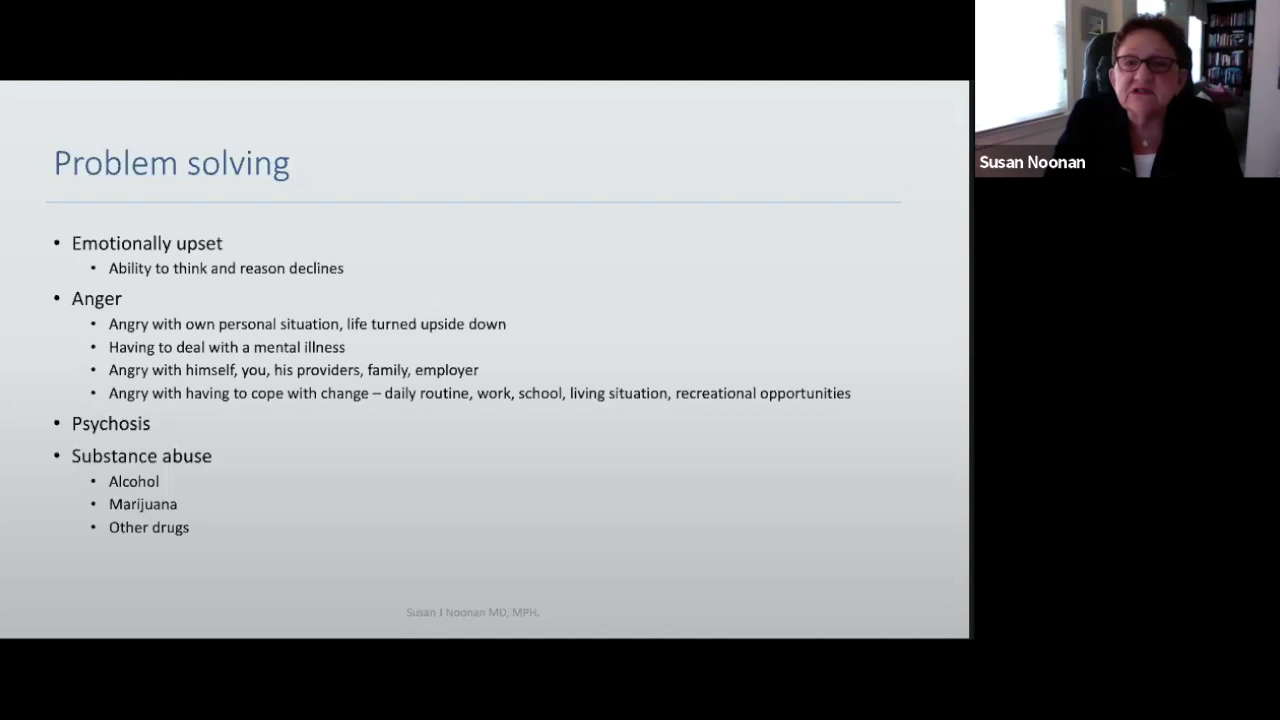 Problem solving
• Emotionally upset
• Ability to think and reason declines
• Anger
• Angry with own personal situation, life turned upside down
• Having to deal with a mental illness
• Angry with himself, you, his providers, family, employer
• Angry with having to cope with change – daily routine, work, school, living situation, recreational opportunities
• Psychosis
• Substance abuse
• Alcohol
• Marijuana
• Other drugs
Susan J Noonan MD, MPH.
Susan Noonan